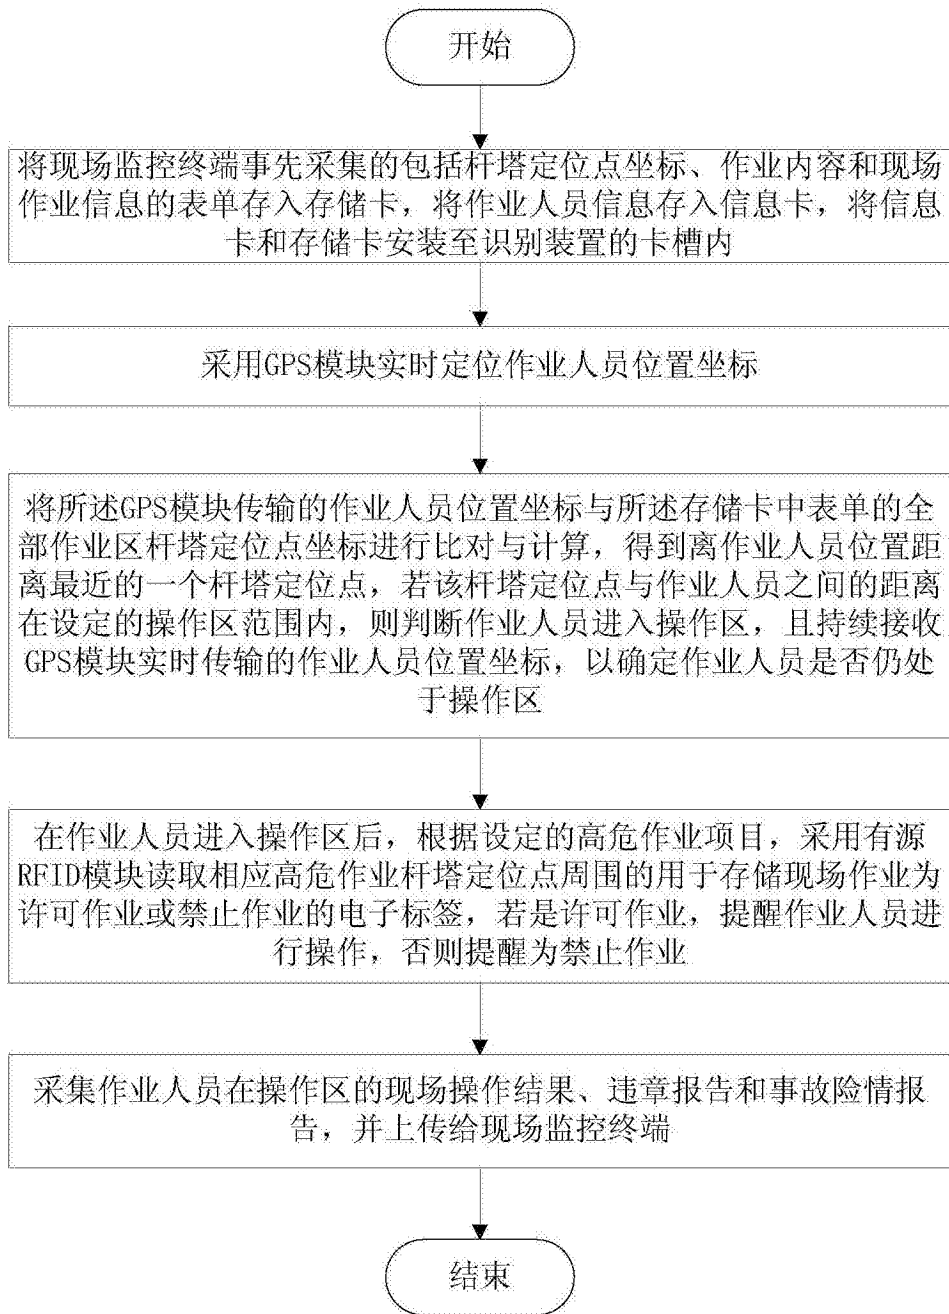 开始
将现场监控终端事先采集的包括杆塔定位点坐标、作业内容和现场
作业信息的表单存入存储卡，将作业人员信息存入信息卡，将信息
卡和存储卡安装至识别装置的卡槽内
采用GPS模块实时定位作业人员位置坐标
将所述GPS模块传输的作业人员位置坐标与所述存储卡中表单的全
部作业区杆塔定位点坐标进行比对与计算，得到离作业人员位置距
离最近的一个杆塔定位点，若该杆塔定位点与作业人员之间的距离
在设定的操作区范围内，则判断作业人员进入操作区，且持续接收
GPS模块实时传输的作业人员位置坐标，以确定作业人员是否仍处
于操作区
在作业人员进入操作区后，根据设定的高危作业项目，采用有源
RFID模块读取相应高危作业杆塔定位点周围的用于存储现场作业为
许可作业或禁止作业的电子标签，若是许可作业，提醒作业人员进
行操作，否则提醒为禁止作业
采集作业人员在操作区的现场操作结果、违章报告和事故险情报
告，并上传给现场监控终端
结束